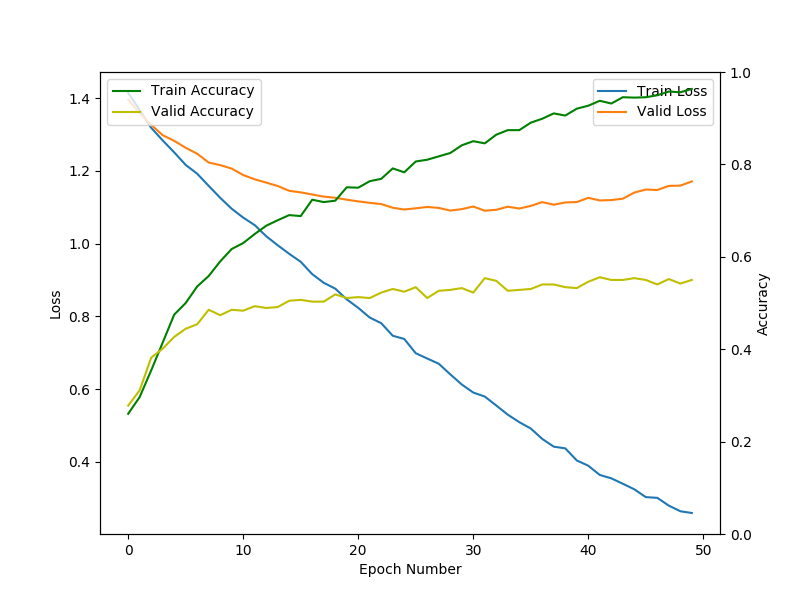 Train Accuracy
Valid Accuracy
Train Loss
Valid Loss
1.4
1.2
1.0
0.8
0.6
0.4
Loss
1.0
0.8
0.6
0.4
0.2
0.0
Accuracy
0 10 20 30 40 50
Epoch Number